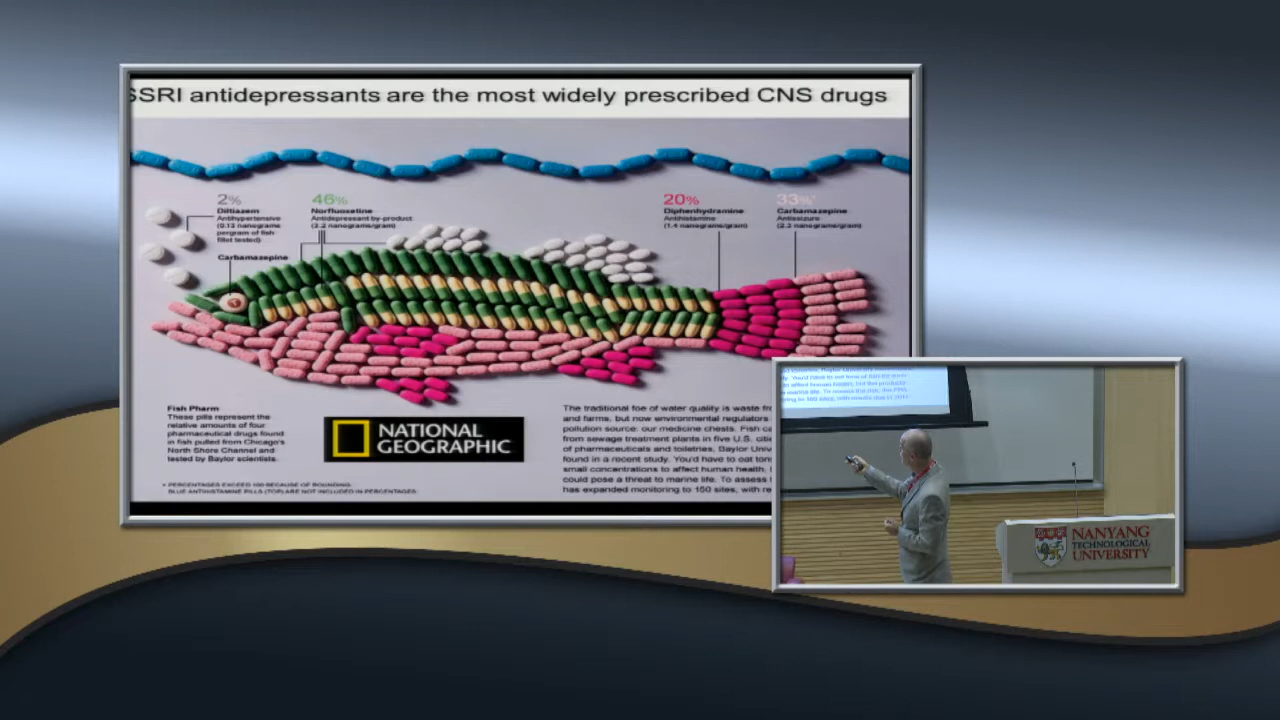 SSRI antidepressants are the most widely prescribed CNS drugs
2%
Diltiazem
Antihypertensive
(0.13 nanograms
pergram of fish
fillet tested)
46%
Norfluoxetine
Antidepressant by-product
(3.2 nanograms/gram)
20%
Diphenhydramine
Antihistamine
(1.4 nanograms/gram)
33%*
Carbamazepine
Antiseizure
(2.3 nanograms/gram)
Carbamazepine
Fish Pharm
These pills represent the
relative amounts of four
pharmaceutical drugs found
in fish pulled from Chicago's
North Shore Channel and
tested by Baylor scientists.
NATIONAL
GEOGRAPHIC
The traditional foe of water quality is waste
and farms, but now environmental regulators
pollution source: our medicine chests. Fish
from sewage treatment plants in five U.S.
of pharmaceuticals and toiletries, Baylor
found in a recent study. You'd have to eat
small concentrations to affect human health,
could pose a threat to marine life. To assess
has expanded monitoring to 150 sites, with
* PERCENTAGES EXCEED 100 BECAUSE OF ROUNDING.
BLUE ANTIHISTAMINE PILLS (TOP) ARE NOT INCLUDED IN PERCENTAGES.
NANYANG
TECHNOLOGICAL
UNIVERSITY